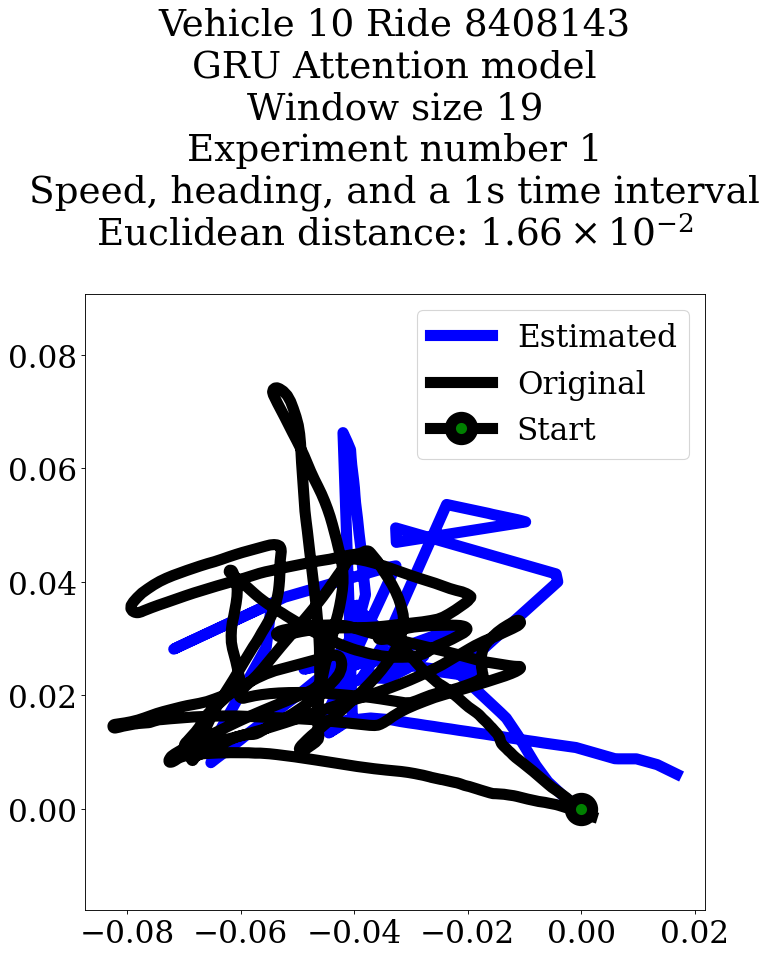 Vehicle 10 Ride 8408143
GRU Attention model
Window size 19
Experiment number 1
Speed, heading, and a 1s time interval
Euclidean distance: 1.66 × 10⁻²
Estimated
Original
Start
0.08
0.06
0.04
0.02
0.00
−0.08 −0.06 −0.04 −0.02 0.00 0.02